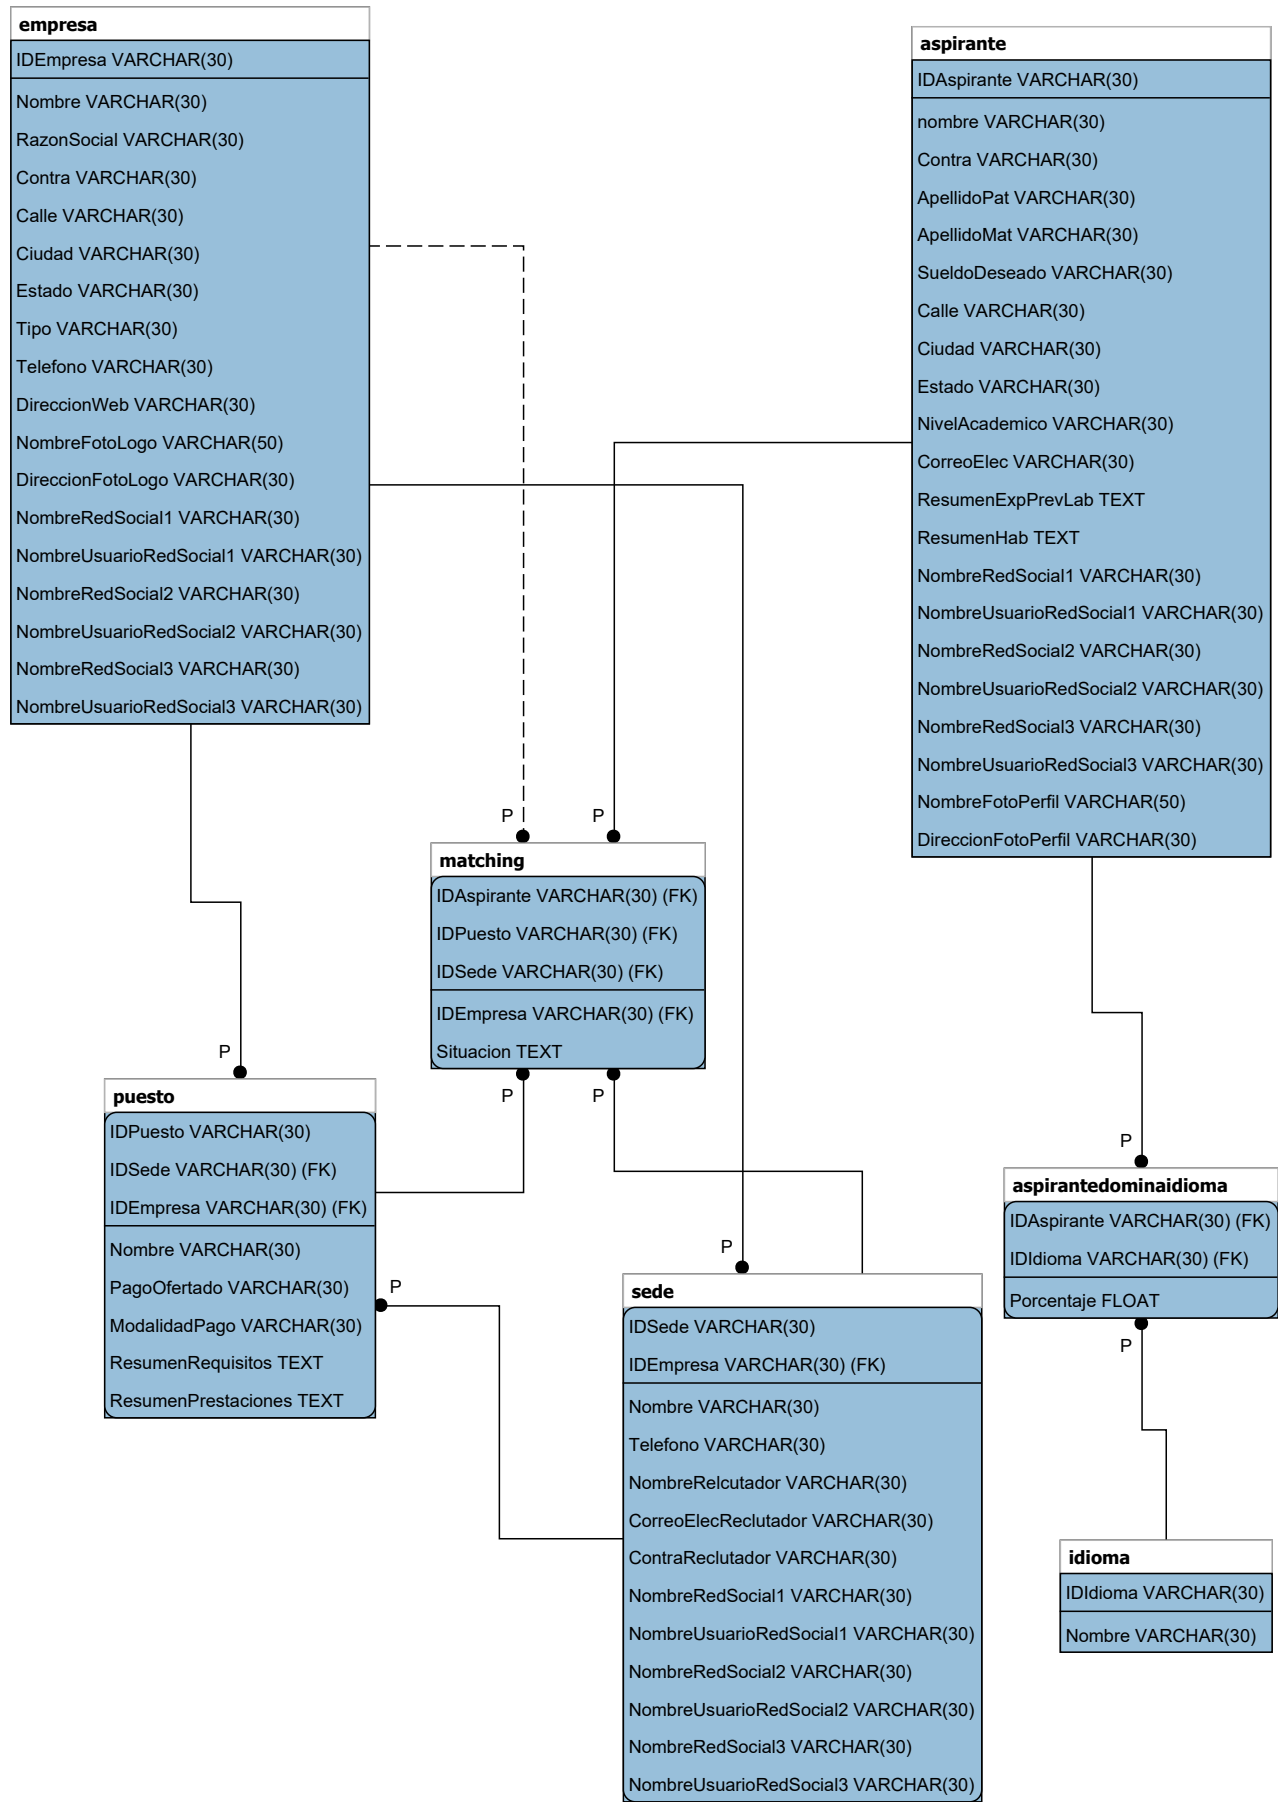 empresa
IDEmpresa VARCHAR(30)
Nombre VARCHAR(30)
RazonSocial VARCHAR(30)
Contra VARCHAR(30)
Calle VARCHAR(30)
Ciudad VARCHAR(30)
Estado VARCHAR(30)
Tipo VARCHAR(30)
Telefono VARCHAR(30)
DireccionWeb VARCHAR(30)
NombreFotoLogo VARCHAR(50)
DireccionFotoLogo VARCHAR(30)
NombreRedSocial1 VARCHAR(30)
NombreUsuarioRedSocial1 VARCHAR(30)
NombreRedSocial2 VARCHAR(30)
NombreUsuarioRedSocial2 VARCHAR(30)
NombreRedSocial3 VARCHAR(30)
NombreUsuarioRedSocial3 VARCHAR(30)
aspirante
IDAspirante VARCHAR(30)
nombre VARCHAR(30)
Contra VARCHAR(30)
ApellidoPat VARCHAR(30)
ApellidoMat VARCHAR(30)
SueldoDeseado VARCHAR(30)
Calle VARCHAR(30)
Ciudad VARCHAR(30)
Estado VARCHAR(30)
NivelAcademico VARCHAR(30)
CorreoElec VARCHAR(30)
ResumenExpPrevLab TEXT
ResumenHab TEXT
NombreRedSocial1 VARCHAR(30)
NombreUsuarioRedSocial1 VARCHAR(30)
NombreRedSocial2 VARCHAR(30)
NombreUsuarioRedSocial2 VARCHAR(30)
NombreRedSocial3 VARCHAR(30)
NombreUsuarioRedSocial3 VARCHAR(30)
NombreFotoPerfil VARCHAR(50)
DireccionFotoPerfil VARCHAR(30)
P
P
matching
IDAspirante VARCHAR(30) (FK)
IDPuesto VARCHAR(30) (FK)
IDSede VARCHAR(30) (FK)
IDEmpresa VARCHAR(30) (FK)
Situacion TEXT
P
P
P
puesto
IDPuesto VARCHAR(30)
IDSede VARCHAR(30) (FK)
IDEmpresa VARCHAR(30) (FK)
Nombre VARCHAR(30)
PagoOfertado VARCHAR(30)
ModalidadPago VARCHAR(30)
ResumenRequisitos TEXT
ResumenPrestaciones TEXT
P
P
sede
IDSede VARCHAR(30)
IDEmpresa VARCHAR(30) (FK)
Nombre VARCHAR(30)
Telefono VARCHAR(30)
NombreRelcutador VARCHAR(30)
CorreoElecReclutador VARCHAR(30)
ContraReclutador VARCHAR(30)
NombreRedSocial1 VARCHAR(30)
NombreUsuarioRedSocial1 VARCHAR(30)
NombreRedSocial2 VARCHAR(30)
NombreUsuarioRedSocial2 VARCHAR(30)
NombreRedSocial3 VARCHAR(30)
NombreUsuarioRedSocial3 VARCHAR(30)
P
aspirantedominaidioma
IDAspirante VARCHAR(30) (FK)
IDIdioma VARCHAR(30) (FK)
Porcentaje FLOAT
P
idioma
IDIdioma VARCHAR(30)
Nombre VARCHAR(30)